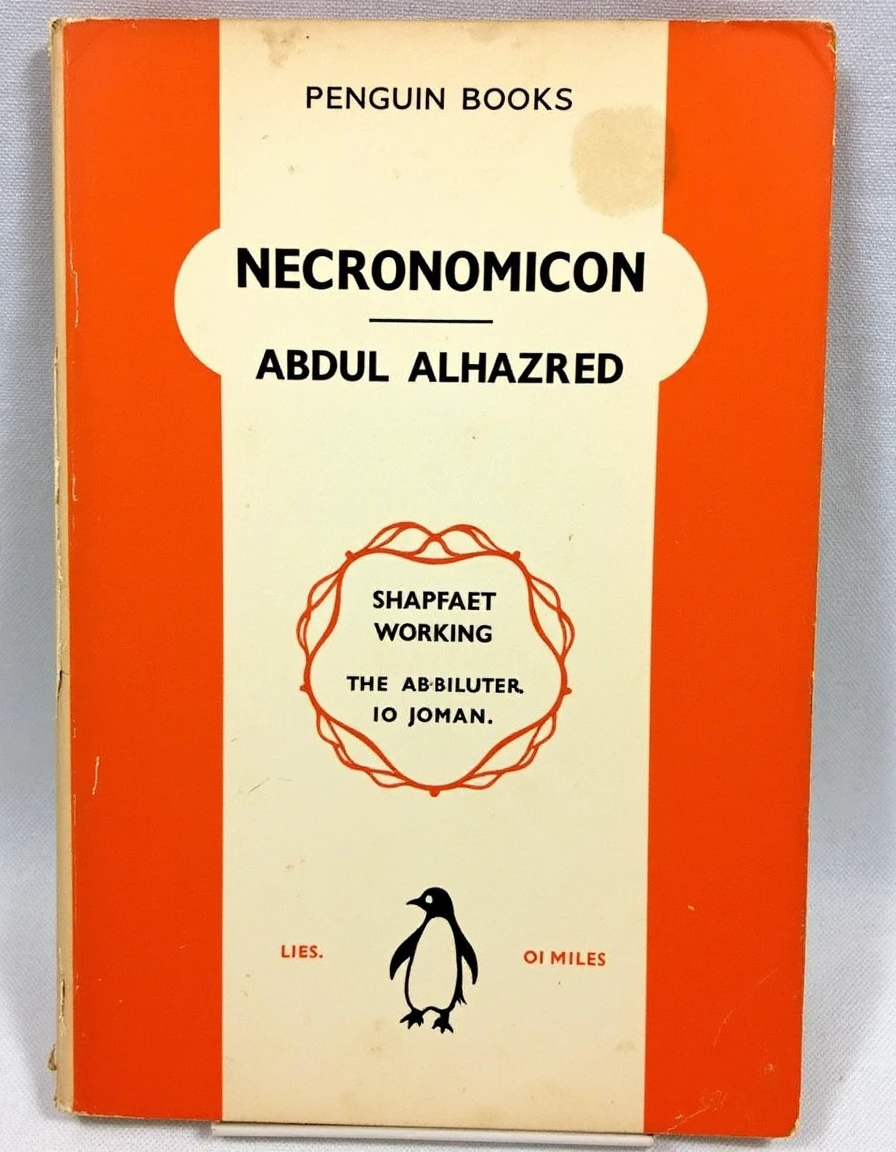 PENGUIN BOOKS
NECRONOMICON
ABDUL ALHAZRED
SHAPFAET
WORKING
THE AB·BILUTER.
IO JOMAN.
LIES.
OI MILES